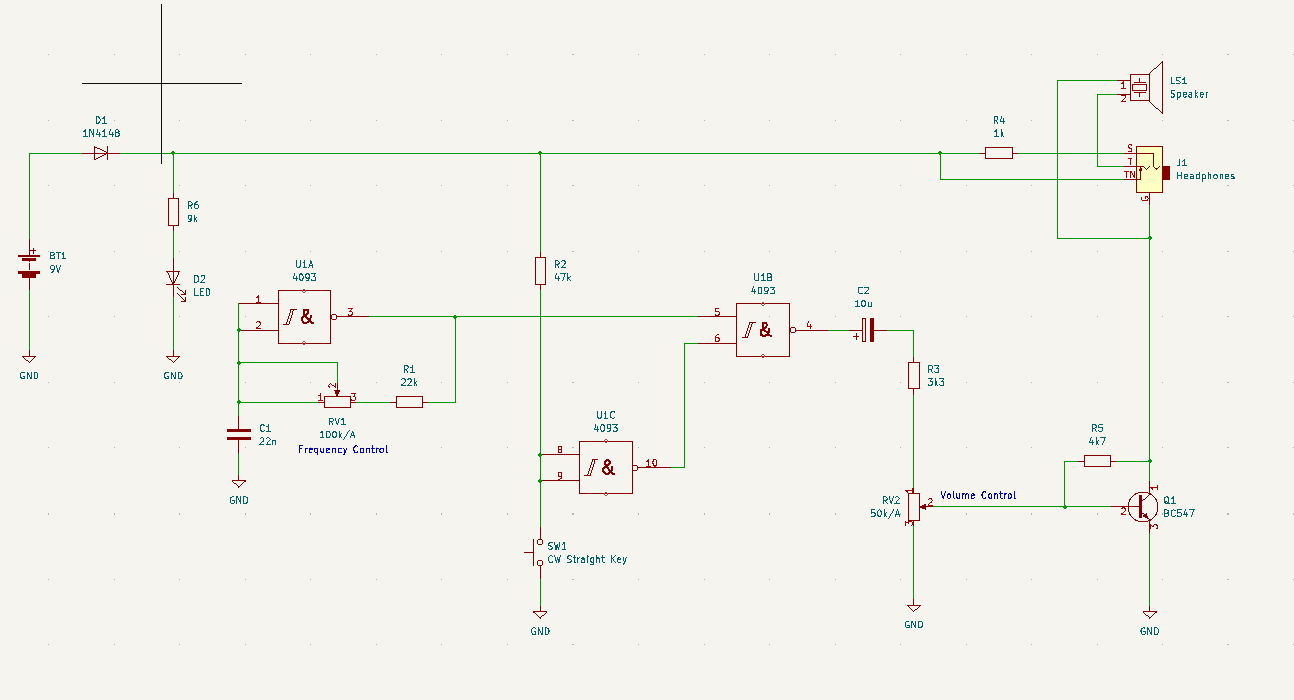 LS1
Speaker
1
2
D1
1N4148
R4
1k
S
T
TN
G
J1
Headphones
R6
9k
BT1
9V
+
D2
LED
U1A
4093
1
2
3
&
R2
47k
U1B
4093
5
6
4
&
C2
10u
+
GND
GND
R1
22k
R3
3k3
1
2
3
RV1
100k/A
Frequency Control
C1
22n
GND
U1C
4093
8
9
10
&
R5
4k7
RV2
50k/A
1
2
3
Volume Control
Q1
BC547
1
2
3
SW1
CW Straight Key
GND
GND
GND